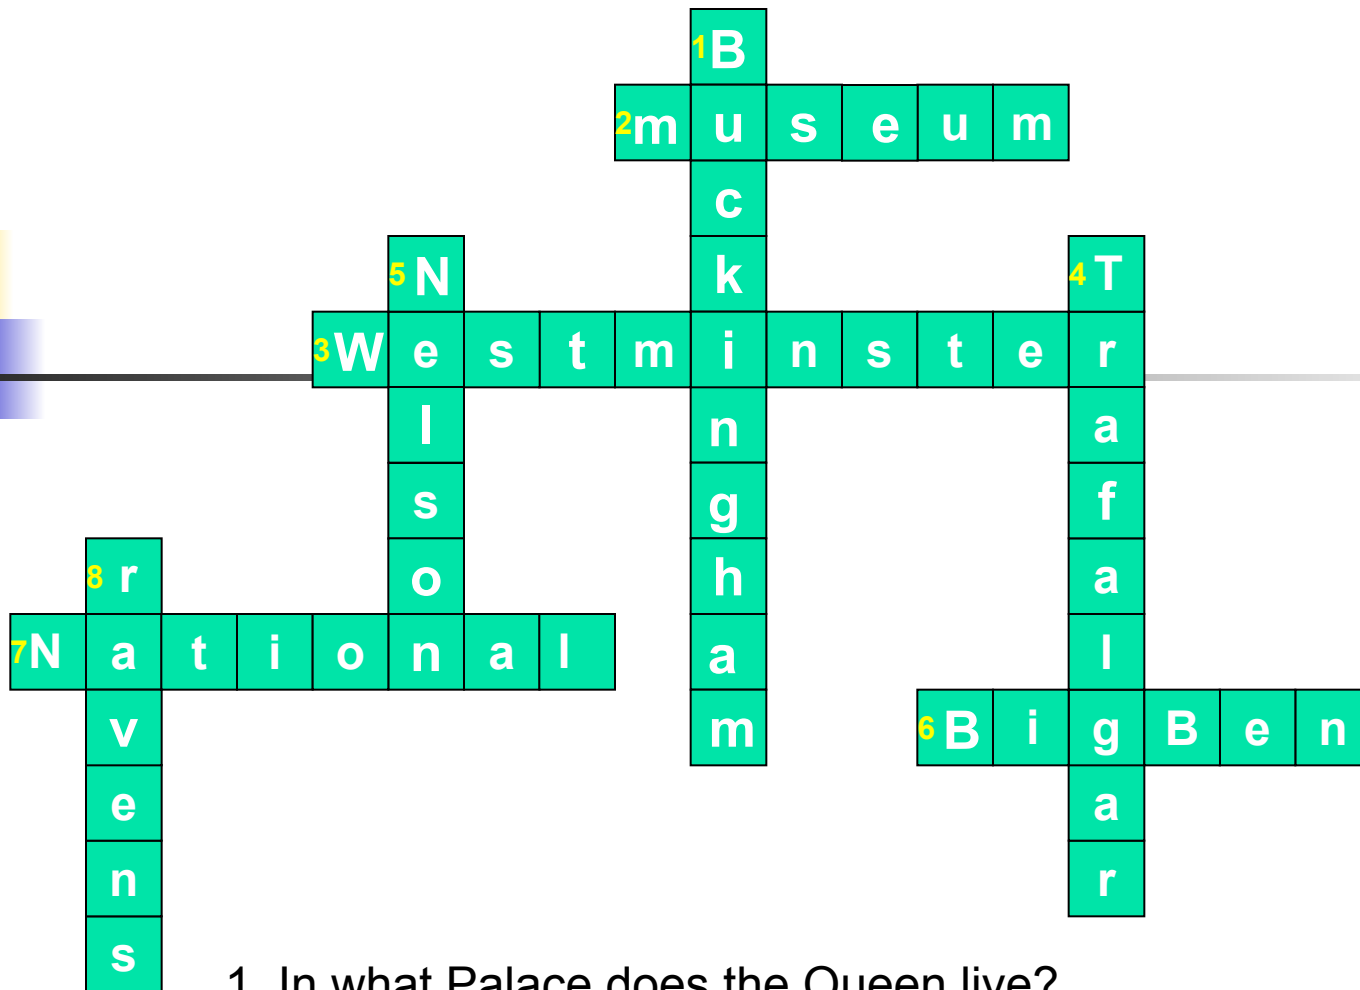 1B
2museum
u
c
5N
k
4T
3Westminster
l
n
a
s
g
f
8r
o
h
a
7National
a
l
v
m
6BigBen
e
a
n
r
s
1. In what Palace does the Queen live?